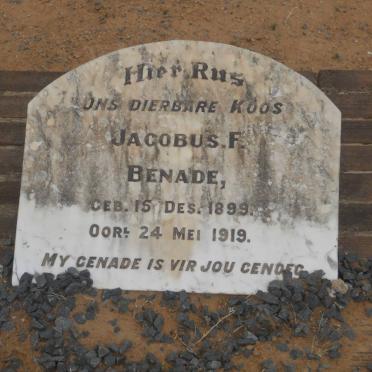 Hier Rus
Ons dierbare Koos
Jacobus. F.
Benade,
Geb. 15 Des. 1899.
Oorl. 24 Mei 1919.
My genade is vir jou genoeg